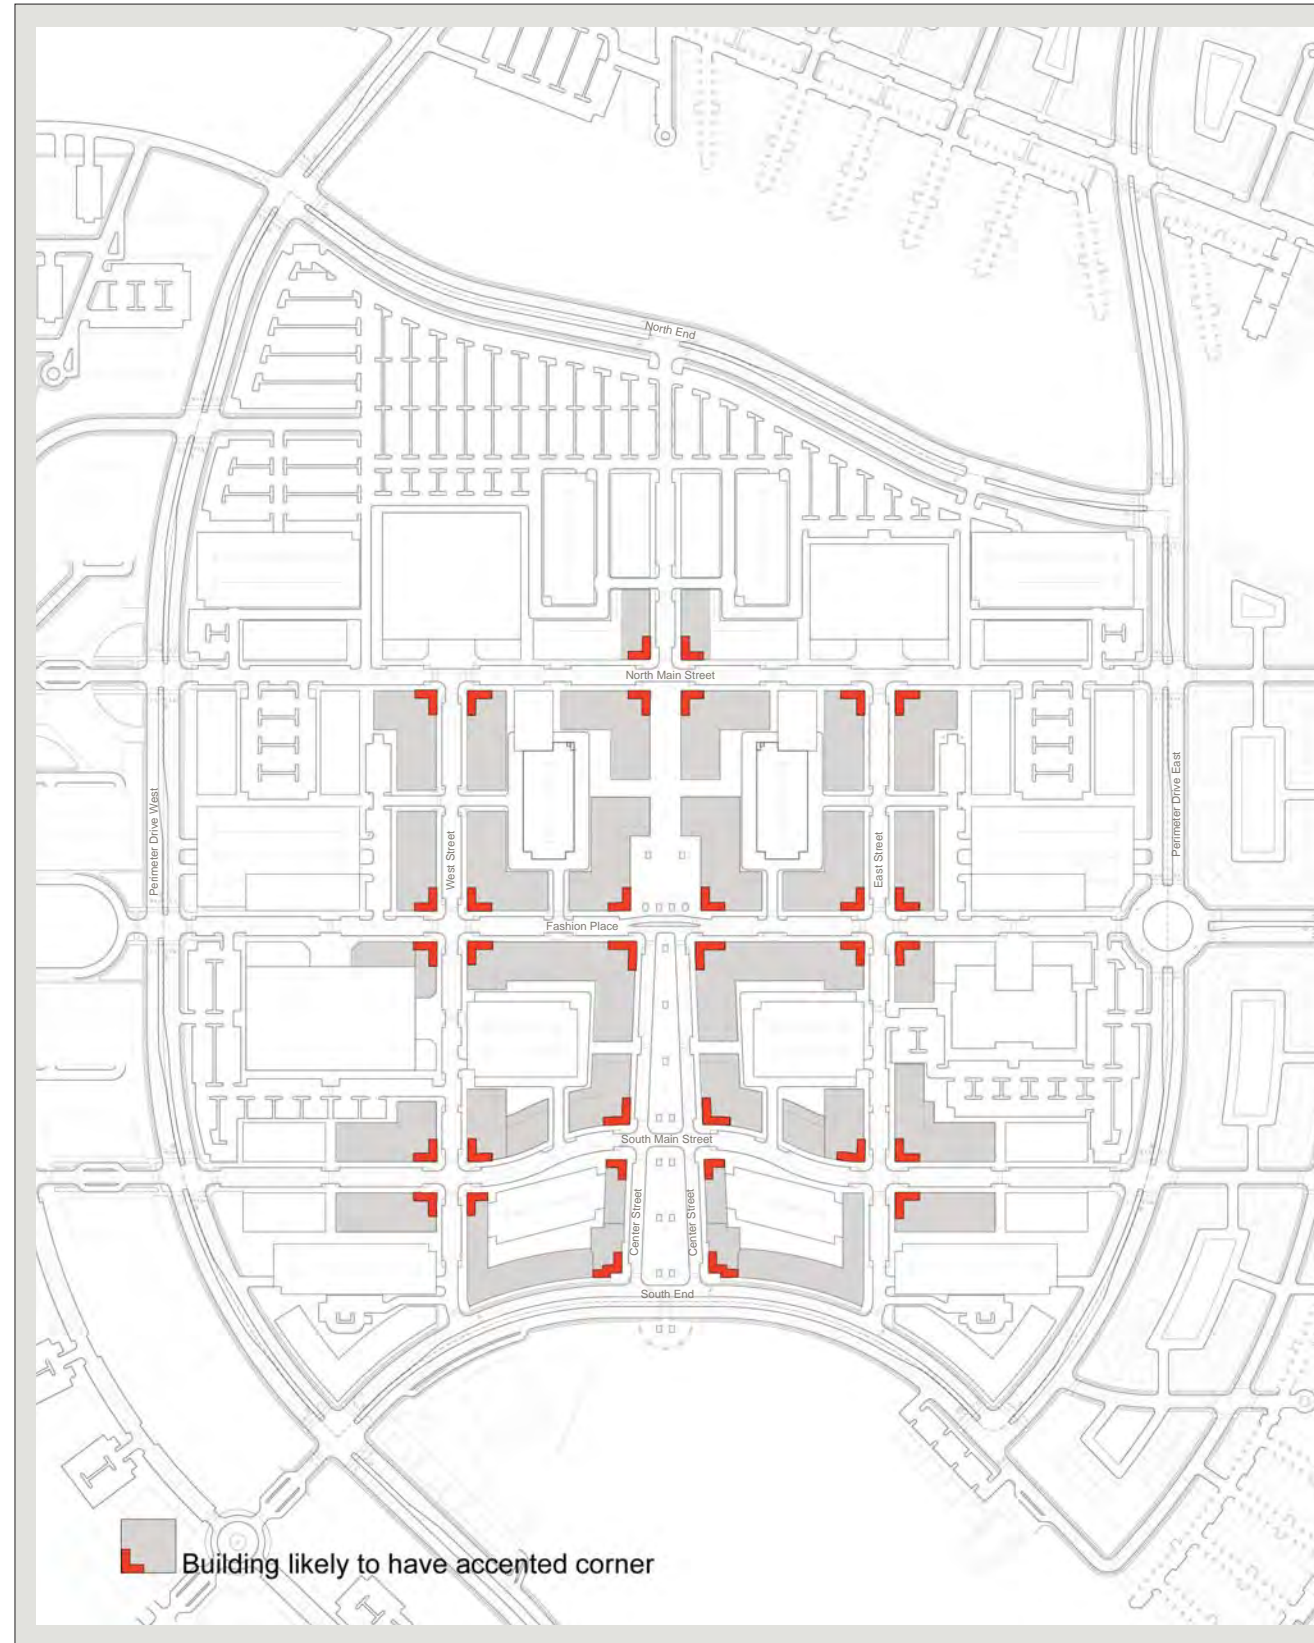 North End
North Main Street
Perimeter Drive West
West Street
East Street
Perimeter Drive East
Fashion Place
South Main Street
Center Street
Center Street
South End
Building likely to have accented corner